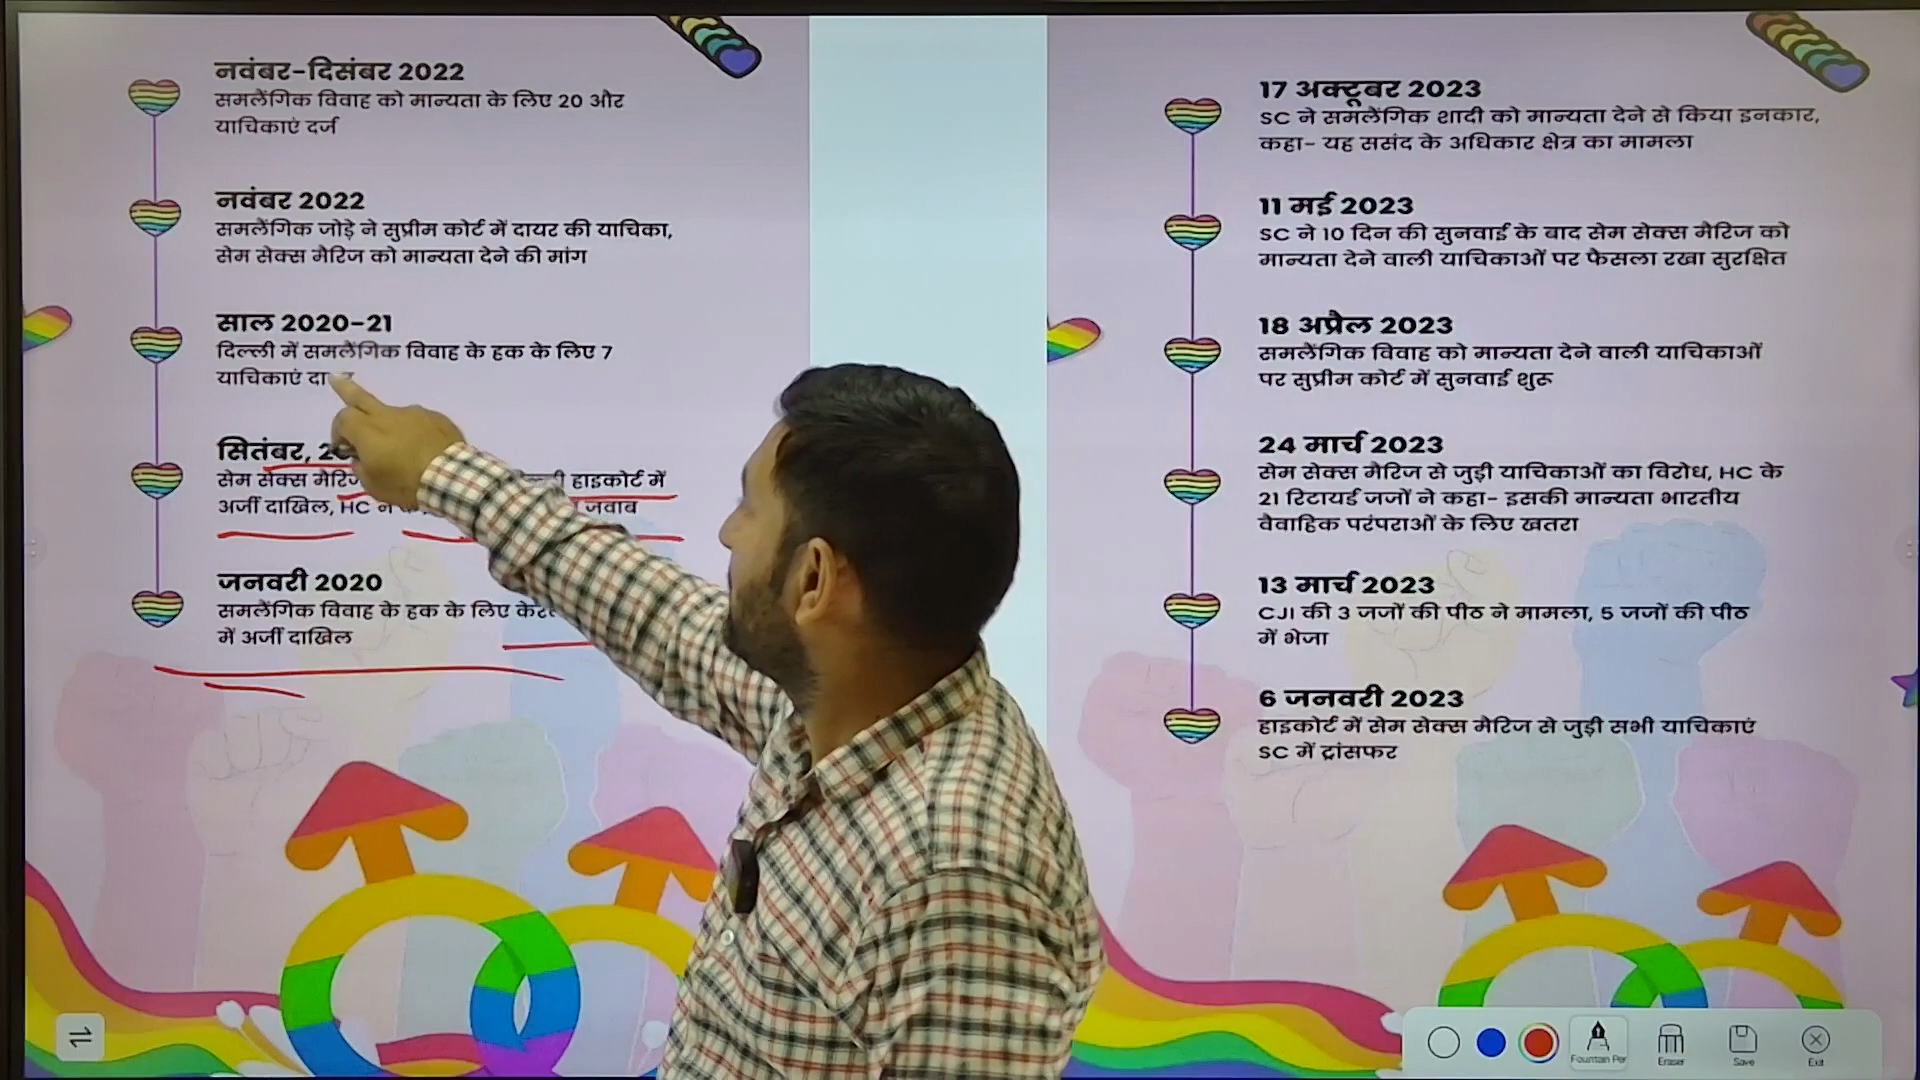 नवंबर-दिसंबर 2022
समलैंगिक विवाह को मान्यता के लिए 20 और
याचिकाएं दर्ज
नवंबर 2022
समलैंगिक जोड़े ने सुप्रीम कोर्ट में दायर की याचिका,
सेम सेक्स मैरिज को मान्यता देने की मांग
साल 2020-21
दिल्ली में समलैंगिक विवाह के हक के लिए 7
याचिकाएं
सितंबर,
सेम सेक्स हाइकोर्ट में
अर्जी दाखिल, HC ने जवाब
जनवरी 2020
समलैंगिक विवाह के हक के लिए
में अर्जी दाखिल
17 अक्टूबर 2023
SC ने समलैंगिक शादी को मान्यता देने से किया इनकार,
कहा- यह ससंद के अधिकार क्षेत्र का मामला
11 मई 2023
SC ने 10 दिन की सुनवाई के बाद सेम सेक्स मैरिज को
मान्यता देने वाली याचिकाओं पर फैसला रखा सुरक्षित
18 अप्रैल 2023
समलैंगिक विवाह को मान्यता देने वाली याचिकाओं
पर सुप्रीम कोर्ट में सुनवाई शुरू
24 मार्च 2023
सेम सेक्स मैरिज से जुड़ी याचिकाओं का विरोध, HC के
21 रिटायर्ड जजों ने कहा- इसकी मान्यता भारतीय
वैवाहिक परंपराओं के लिए खतरा
13 मार्च 2023
CJI की 3 जजों की पीठ ने मामला, 5 जजों की पीठ
में भेजा
6 जनवरी 2023
हाइकोर्ट में सेम सेक्स मैरिज से जुड़ी सभी याचिकाएं
SC में ट्रांसफर
Fountain Pen Eraser Save Exit